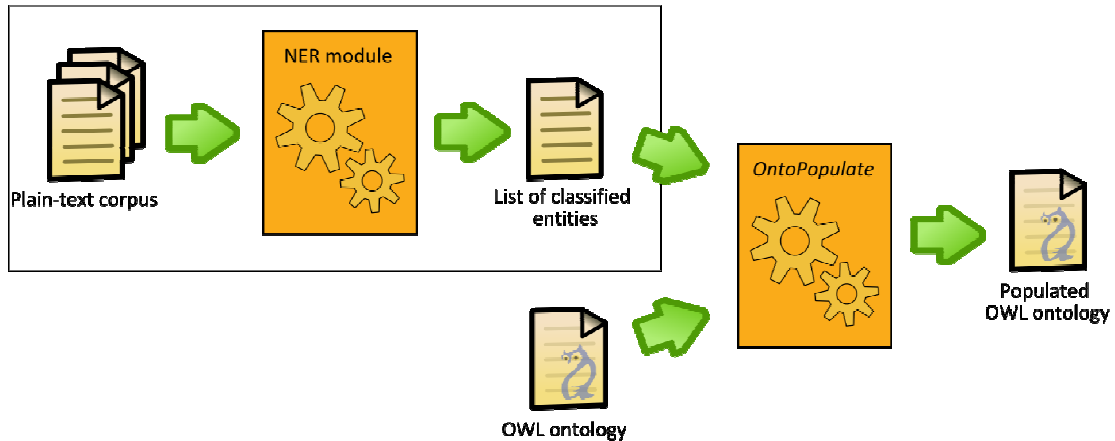 NER module
Plain-text corpus
List of classified
entities
OntoPopulate
Populated
OWL ontology
OWL ontology